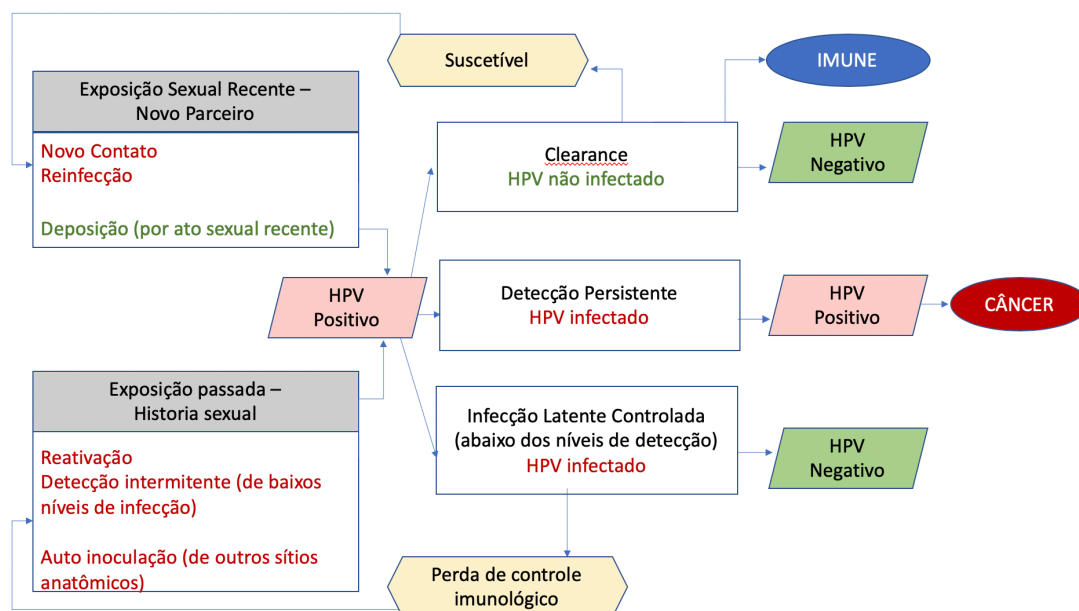 Suscetível
IMUNE
Exposição Sexual Recente –
Novo Parceiro
Novo Contato
Reinfecção
Deposição (por ato sexual recente)
Clearance
HPV não infectado
HPV
Negativo
HPV
Positivo
Detecção Persistente
HPV infectado
HPV
Positivo
CÂNCER
Exposição passada –
Historia sexual
Reativação
Detecção intermitente (de baixos
níveis de infecção)
Auto inoculação (de outros sítios
anatômicos)
Infecção Latente Controlada
(abaixo dos níveis de detecção)
HPV infectado
HPV
Negativo
Perda de controle
imunológico